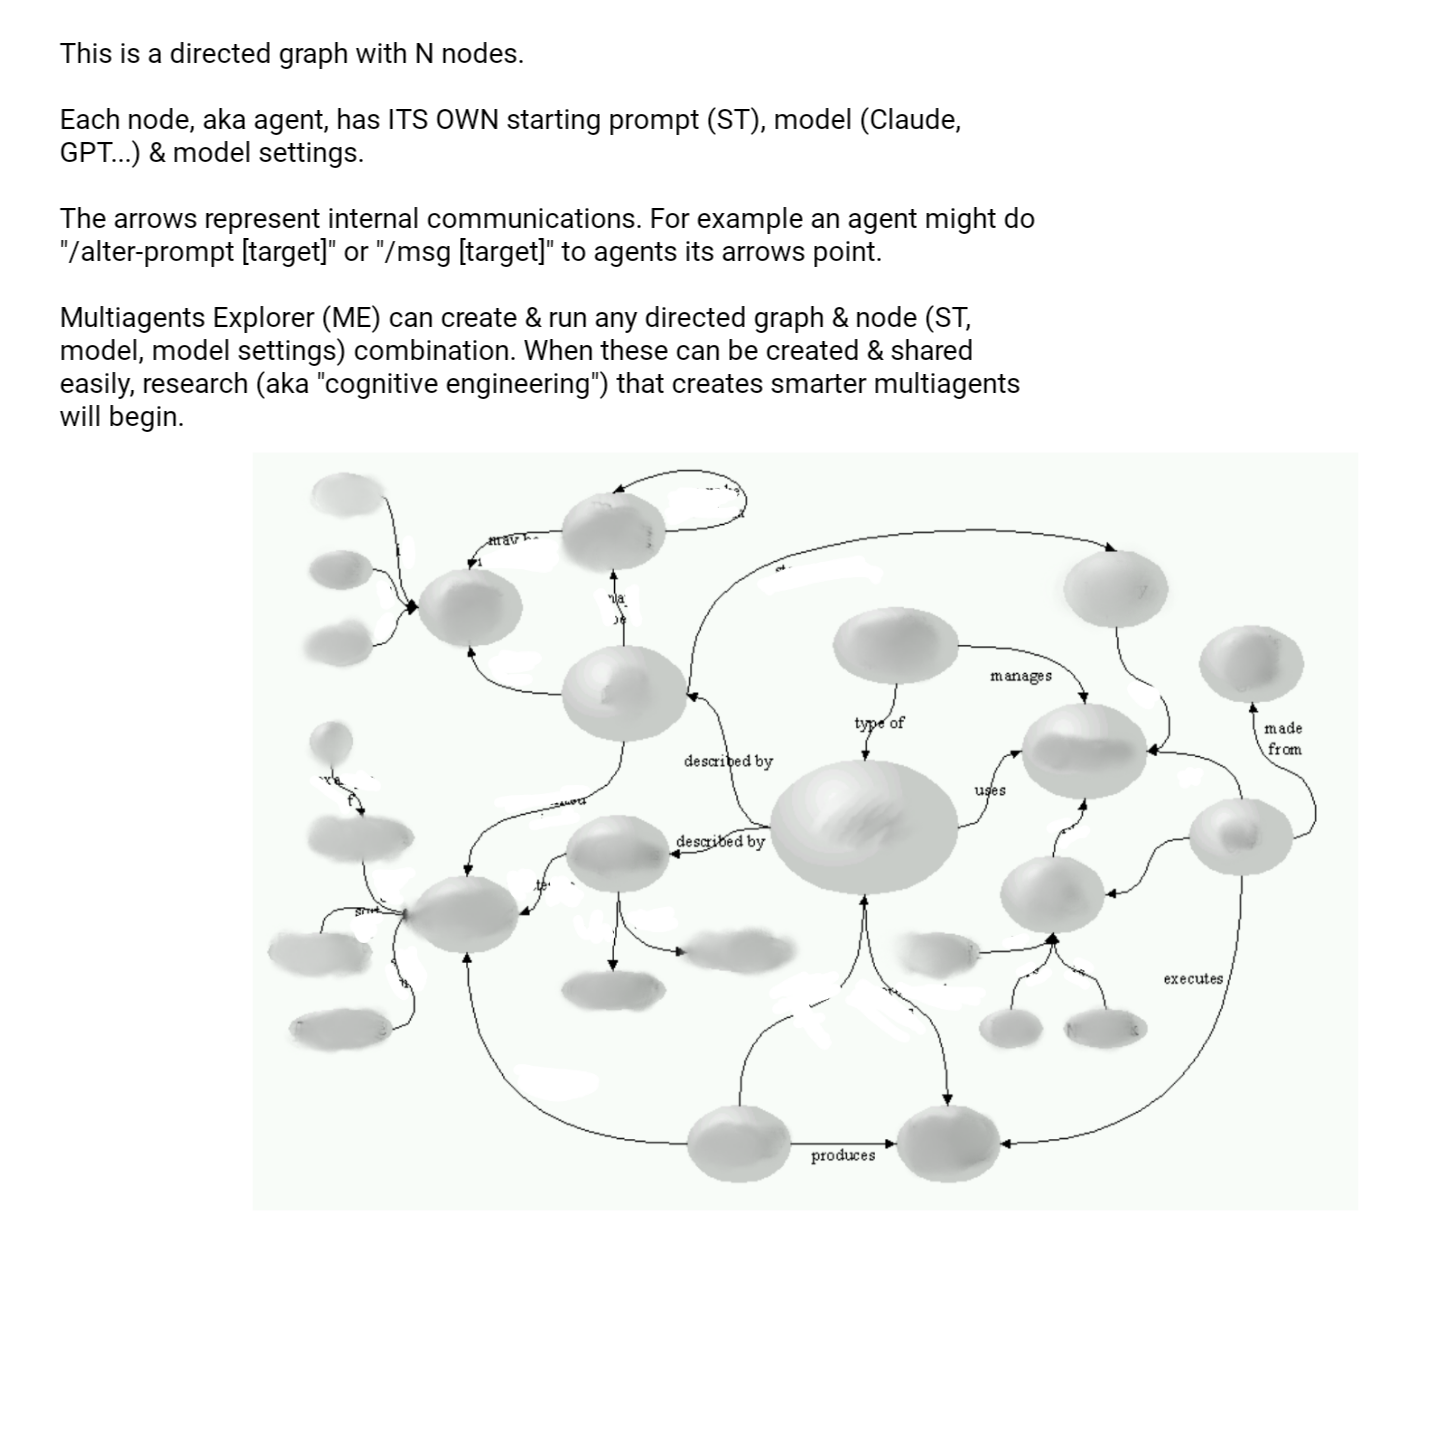 This is a directed graph with N nodes.
Each node, aka agent, has ITS OWN starting prompt (ST), model (Claude,
GPT...) & model settings.
The arrows represent internal communications. For example an agent might do
"/alter-prompt [target]" or "/msg [target]" to agents its arrows point.
Multiagents Explorer (ME) can create & run any directed graph & node (ST,
model, model settings) combination. When these can be created & shared
easily, research (aka "cognitive engineering") that creates smarter multiagents
will begin.
may
manages
type of
made
from
described by
uses
described by
executes
produces